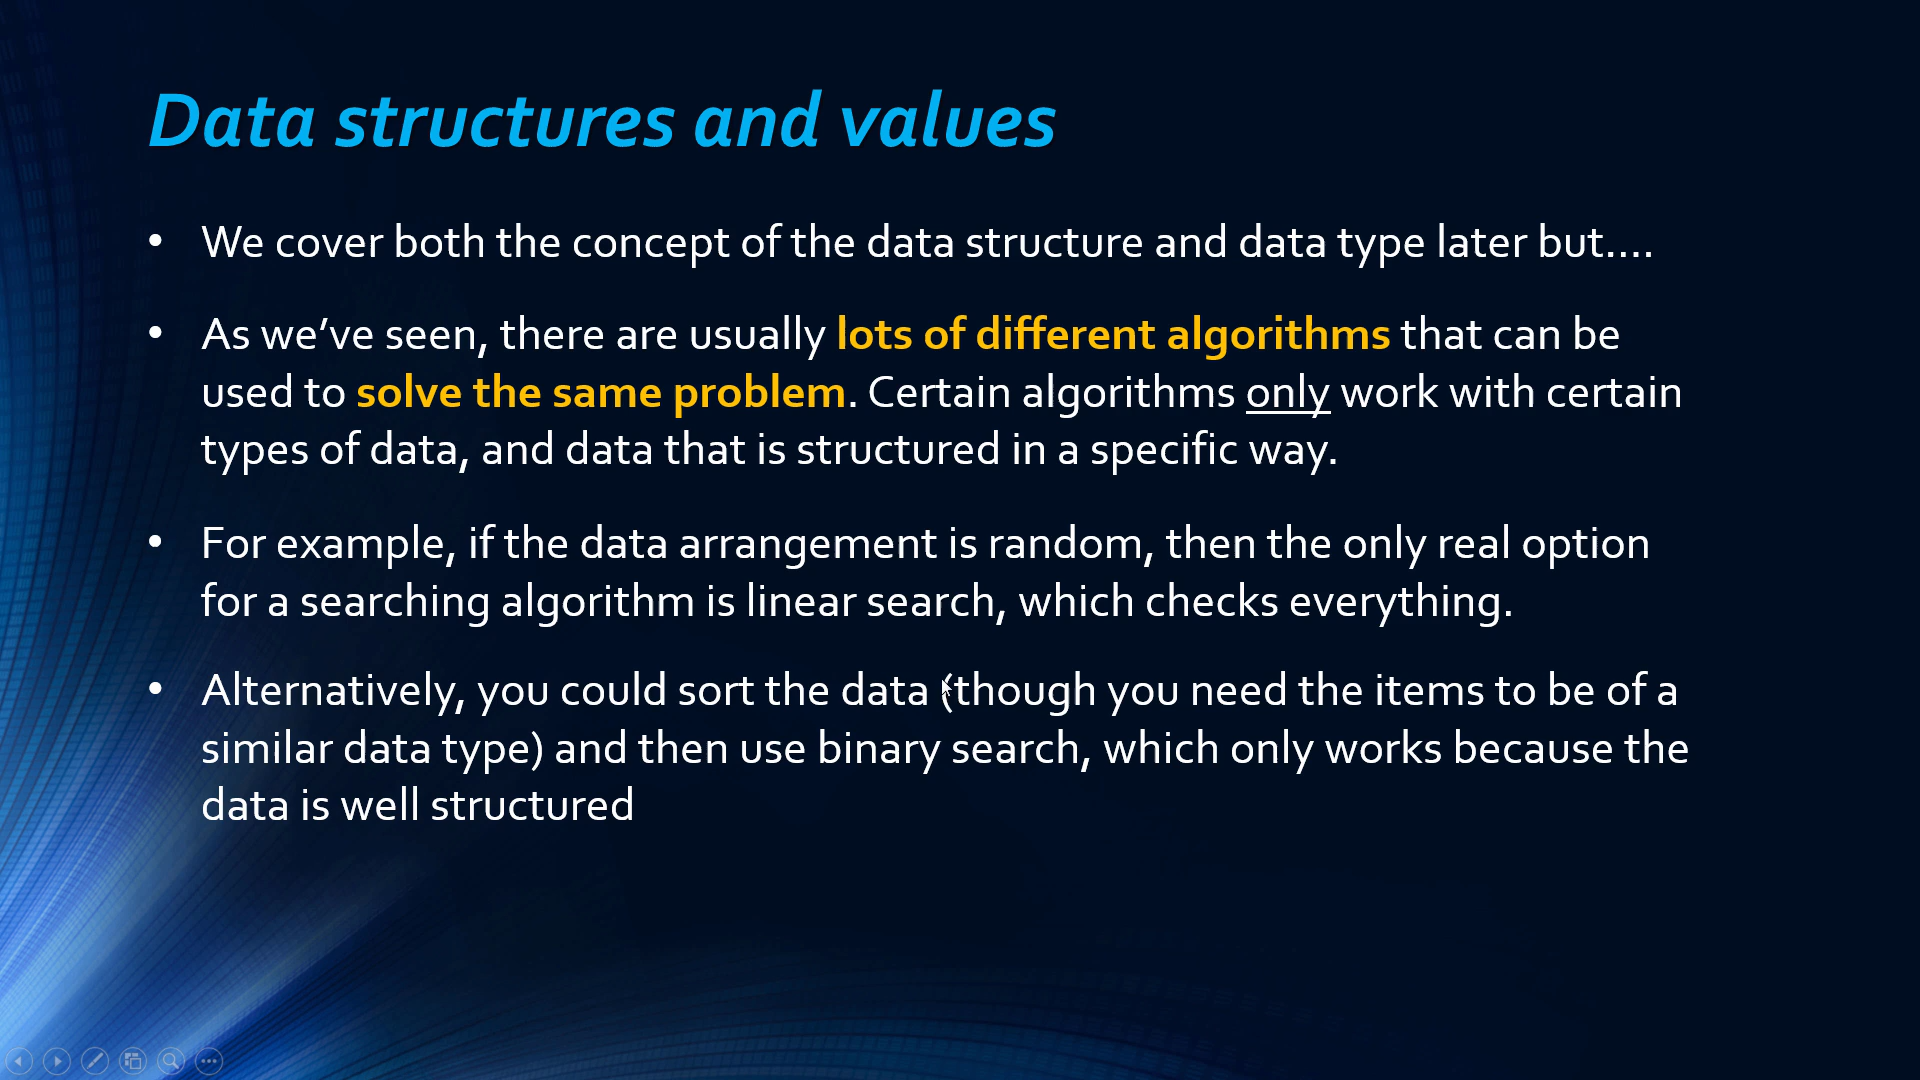 Data structures and values
• We cover both the concept of the data structure and data type later but....
• As we’ve seen, there are usually lots of different algorithms that can be
used to solve the same problem. Certain algorithms only work with certain
types of data, and data that is structured in a specific way.
• For example, if the data arrangement is random, then the only real option
for a searching algorithm is linear search, which checks everything.
• Alternatively, you could sort the data (though you need the items to be of a
similar data type) and then use binary search, which only works because the
data is well structured